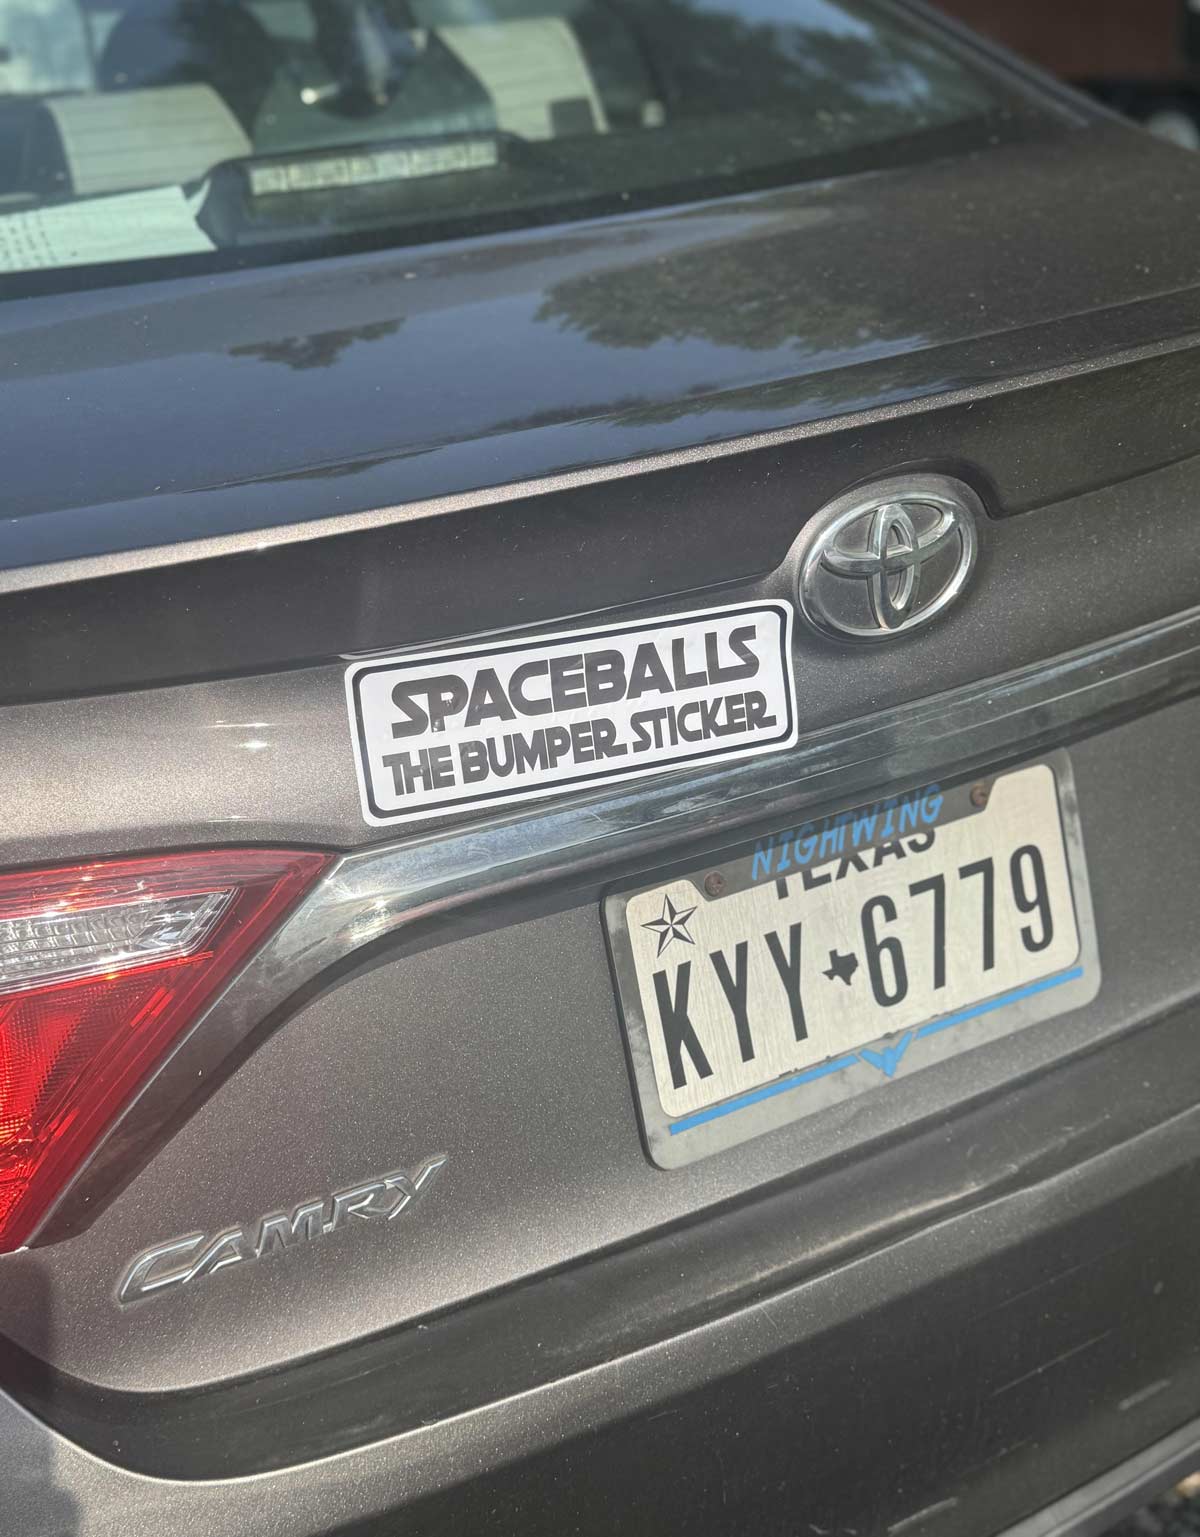 SPACEBALLS
THE BUMPER STICKER
NIGHTWING
TEXAS
KYY 6779
CAMRY